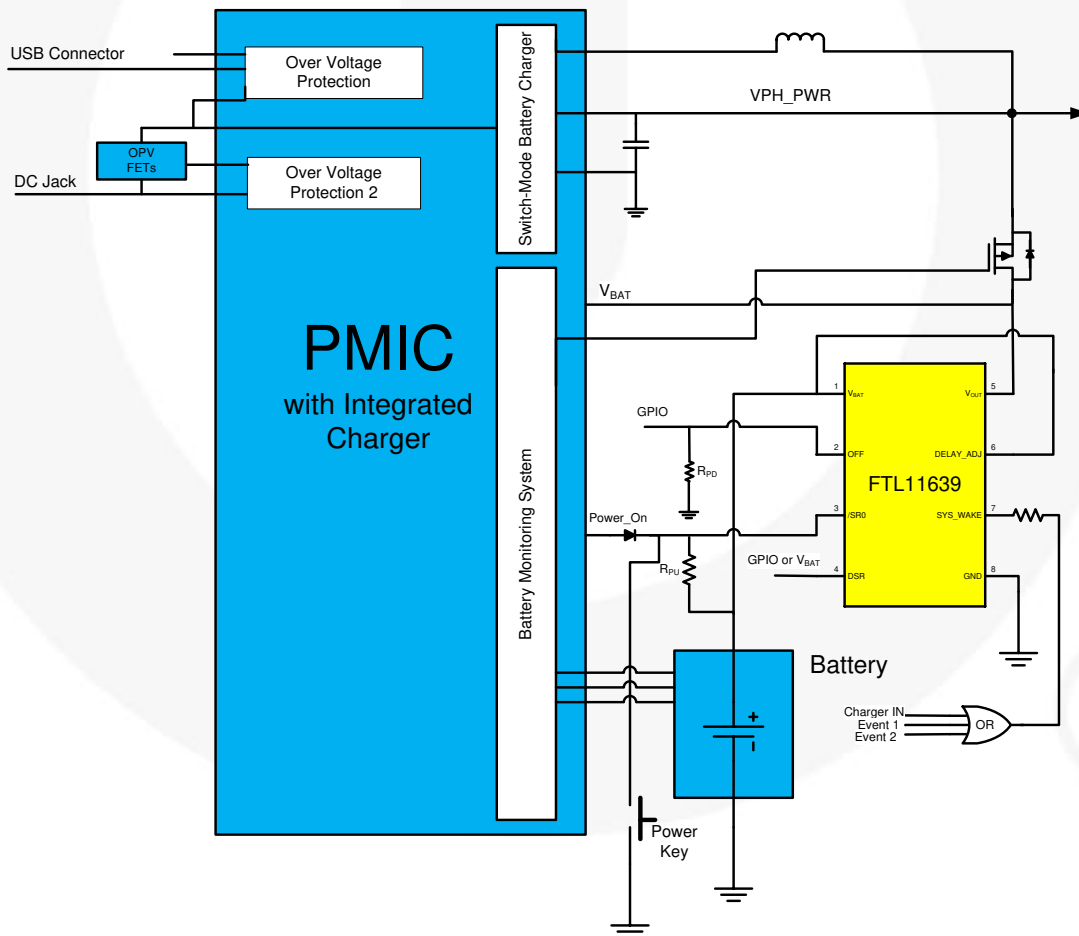 USB Connector
Over Voltage
Protection
OPV
FETs
DC Jack
Over Voltage
Protection 2
Switch-Mode Battery Charger
VPH_PWR
PMIC
with Integrated
Charger
Battery Monitoring System
VBAT
GPIO
RPD
Power_On
RPU
GPIO or VBAT
1
VBAT
VOUT
5
2
OFF
DELAY_ADJ
6
FTL11639
3
/SR0
SYS_WAKE
7
4
DSR
GND
8
Battery
+
Charger IN
Event 1
Event 2
OR
Power
Key